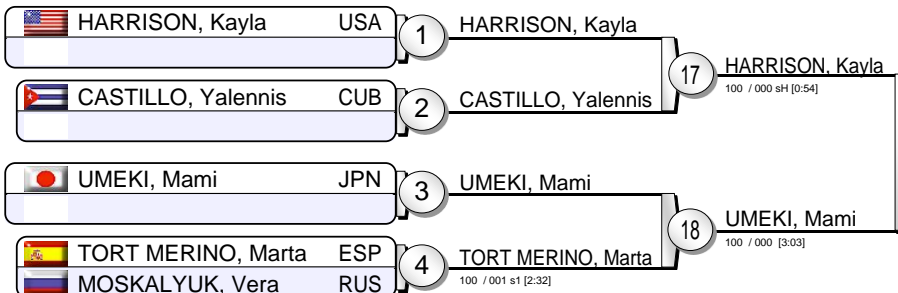 HARRISON, Kayla USA
1
HARRISON, Kayla
CASTILLO, Yalennis CUB
2
CASTILLO, Yalennis
17
HARRISON, Kayla
100 / 000 sH [0:54]
UMEKI, Mami JPN
3
UMEKI, Mami
TORT MERINO, Marta ESP
MOSKALYUK, Vera RUS
4
TORT MERINO, Marta
100 / 001 s1 [2:32]
18
UMEKI, Mami
100 / 000 [3:03]